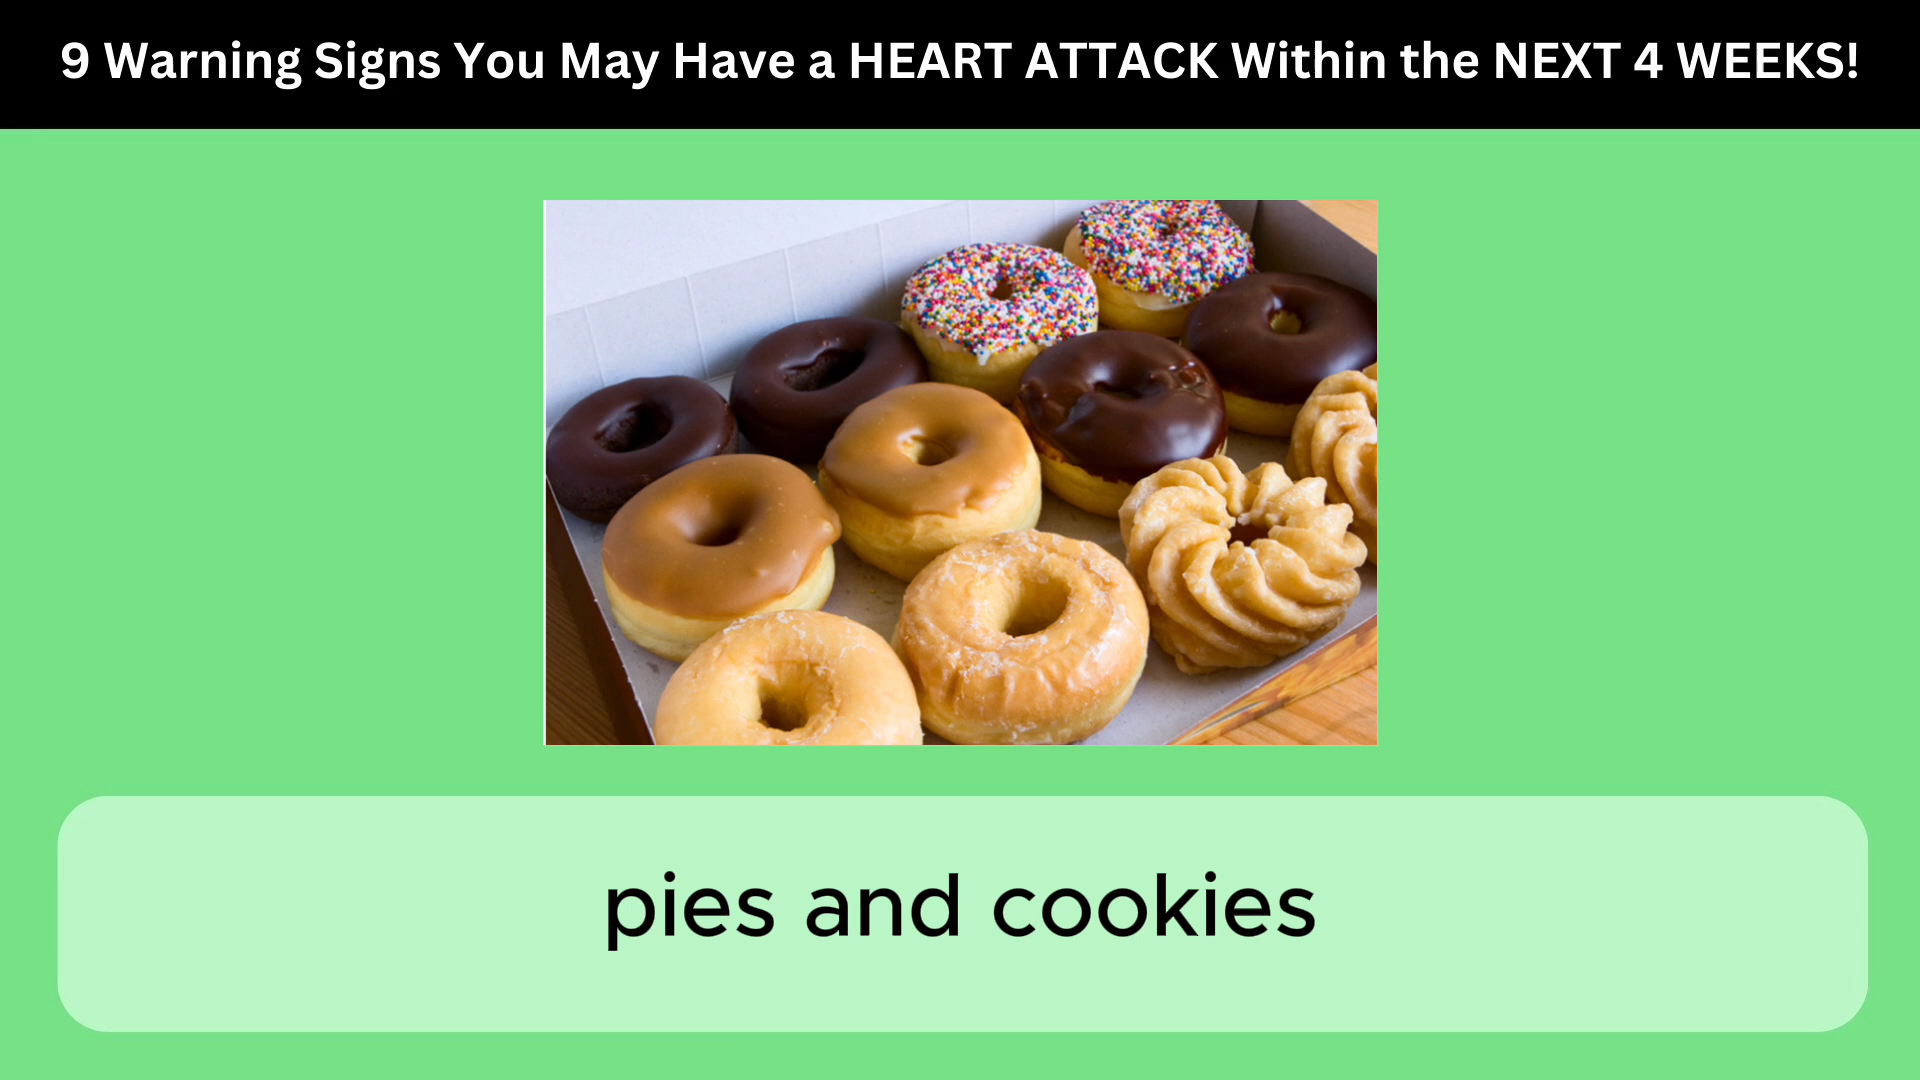 9 Warning Signs You May Have a HEART ATTACK Within the NEXT 4 WEEKS!
pies and cookies